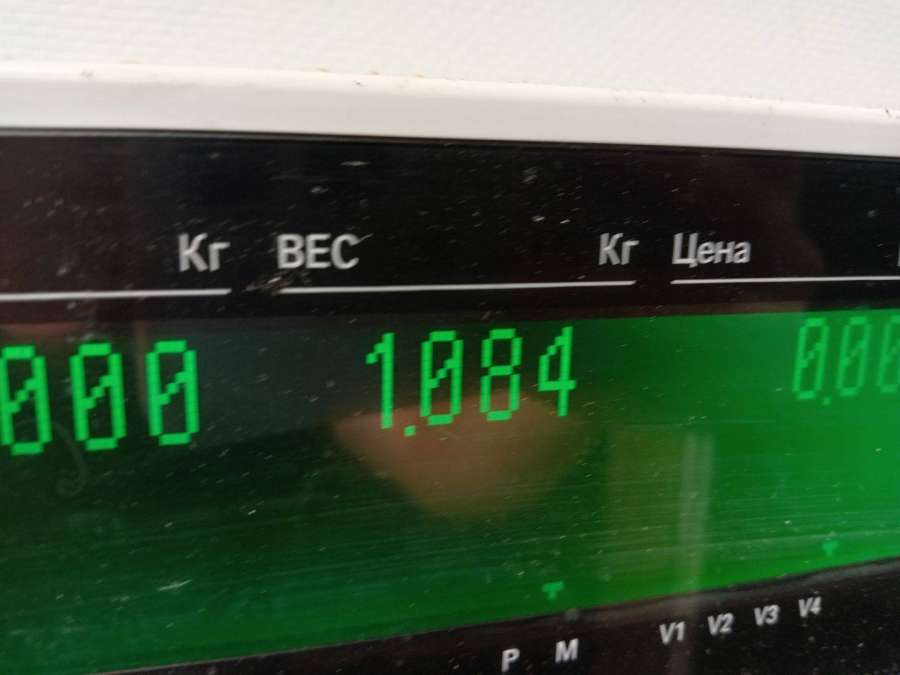 Кг ВЕС Кг Цена
000 1.084 0.00
P M V1 V2 V3 V4